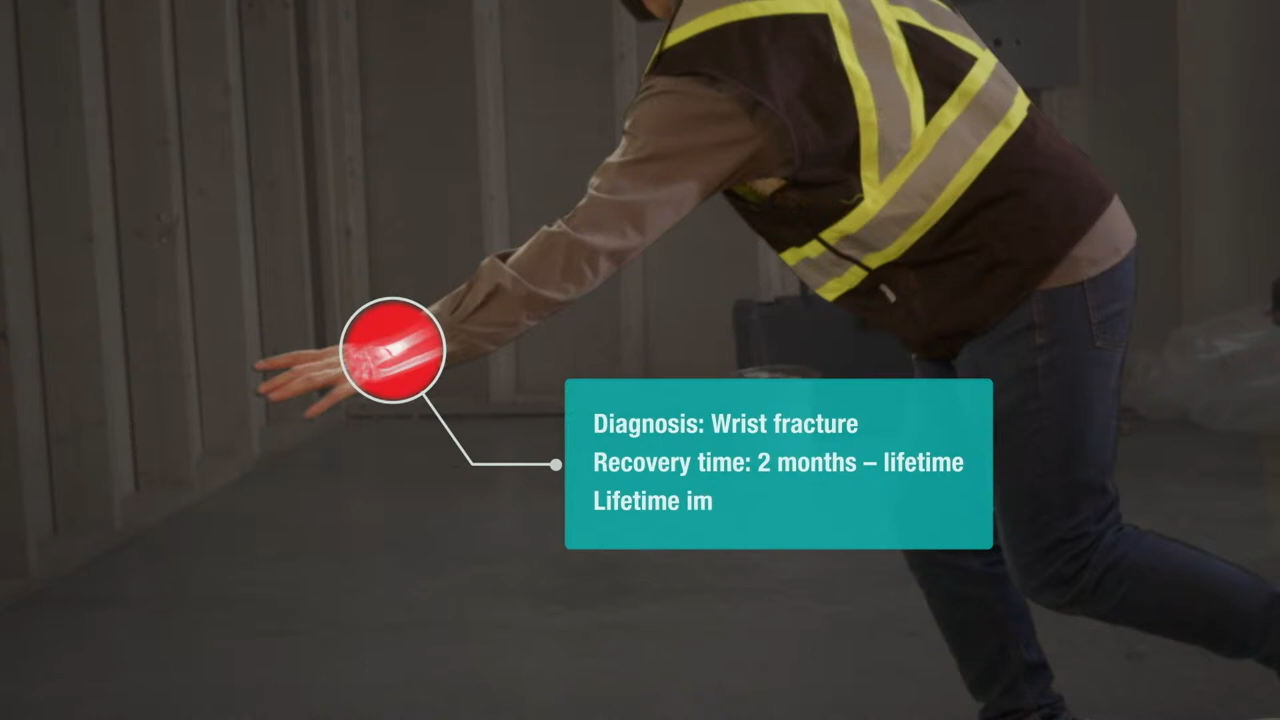 Diagnosis: Wrist fracture
Recovery time: 2 months – lifetime
Lifetime im